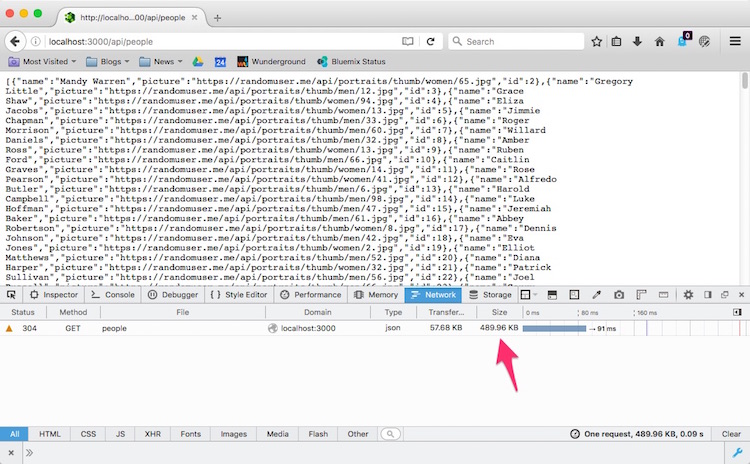 http://localho...00/api/people
localhost:3000/api/people
Search
0
Most Visited
Blogs
News
24
Wunderground
Bluemix Status
[{"name":"Mandy Warren","picture":"https://randomuser.me/api/portraits/thumb/women/65.jpg","id":2},{"name":"Gregory
Little","picture":"https://randomuser.me/api/portraits/thumb/men/12.jpg","id":3},{"name":"Grace
Shaw","picture":"https://randomuser.me/api/portraits/thumb/women/94.jpg","id":4},{"name":"Eliza
Jacobs","picture":"https://randomuser.me/api/portraits/thumb/women/13.jpg","id":5},{"name":"Jimmie
Chapman","picture":"https://randomuser.me/api/portraits/thumb/men/33.jpg","id":6},{"name":"Roger
Morrison","picture":"https://randomuser.me/api/portraits/thumb/men/60.jpg","id":7},{"name":"Willard
Daniels","picture":"https://randomuser.me/api/portraits/thumb/men/32.jpg","id":8},{"name":"Amber
Ross","picture":"https://randomuser.me/api/portraits/thumb/women/13.jpg","id":9},{"name":"Ruben
Ford","picture":"https://randomuser.me/api/portraits/thumb/men/66.jpg","id":10},{"name":"Caitlin
Graves","picture":"https://randomuser.me/api/portraits/thumb/women/14.jpg","id":11},{"name":"Rose
Pearson","picture":"https://randomuser.me/api/portraits/thumb/women/41.jpg","id":12},{"name":"Alfredo
Butler","picture":"https://randomuser.me/api/portraits/thumb/men/6.jpg","id":13},{"name":"Harold
Campbell","picture":"https://randomuser.me/api/portraits/thumb/men/98.jpg","id":14},{"name":"Luke
Hoffman","picture":"https://randomuser.me/api/portraits/thumb/men/47.jpg","id":15},{"name":"Jeremiah
Baker","picture":"https://randomuser.me/api/portraits/thumb/men/61.jpg","id":16},{"name":"Abbey
Robertson","picture":"https://randomuser.me/api/portraits/thumb/women/8.jpg","id":17},{"name":"Dennis
Johnson","picture":"https://randomuser.me/api/portraits/thumb/men/42.jpg","id":18},{"name":"Eva
Jones","picture":"https://randomuser.me/api/portraits/thumb/women/2.jpg","id":19},{"name":"Elliot
Matthews","picture":"https://randomuser.me/api/portraits/thumb/men/52.jpg","id":20},{"name":"Diana
Harper","picture":"https://randomuser.me/api/portraits/thumb/women/32.jpg","id":21},{"name":"Patrick
Sullivan","picture":"https://randomuser.me/api/portraits/thumb/men/56.jpg","id":22},{"name":"Joel
Inspector
Console
Debugger
Style Editor
Performance
Memory
Network
Storage
Status Method File Domain Type Transfer... Size 0 ms 80 ms 160 ms
304 GET people localhost:3000 json 57.68 KB 489.96 KB → 91 ms
All HTML CSS JS XHR Fonts Images Media Flash Other
One request, 489.96 KB, 0.09 s
Clear